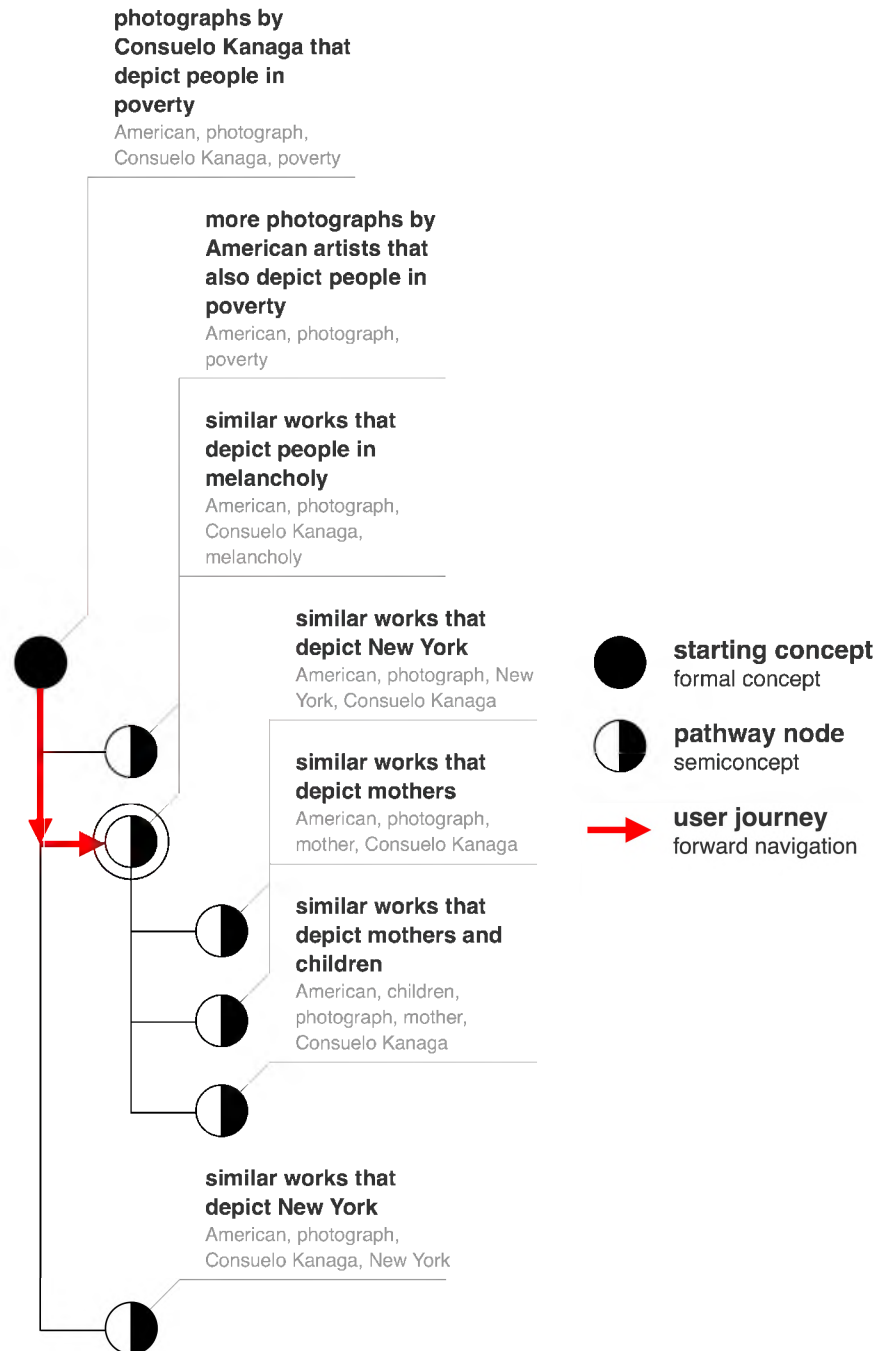 photographs by
Consuelo Kanaga that
depict people in
poverty
American, photograph,
Consuelo Kanaga, poverty
more photographs by
American artists that
also depict people in
poverty
American, photograph,
poverty
similar works that
depict people in
melancholy
American, photograph,
Consuelo Kanaga,
melancholy
similar works that
depict New York
American, photograph, New
York, Consuelo Kanaga
similar works that
depict mothers
American, photograph,
mother, Consuelo Kanaga
similar works that
depict mothers and
children
American, children,
photograph, mother,
Consuelo Kanaga
similar works that
depict New York
American, photograph,
Consuelo Kanaga, New York
starting concept
formal concept
pathway node
semiconcept
user journey
forward navigation